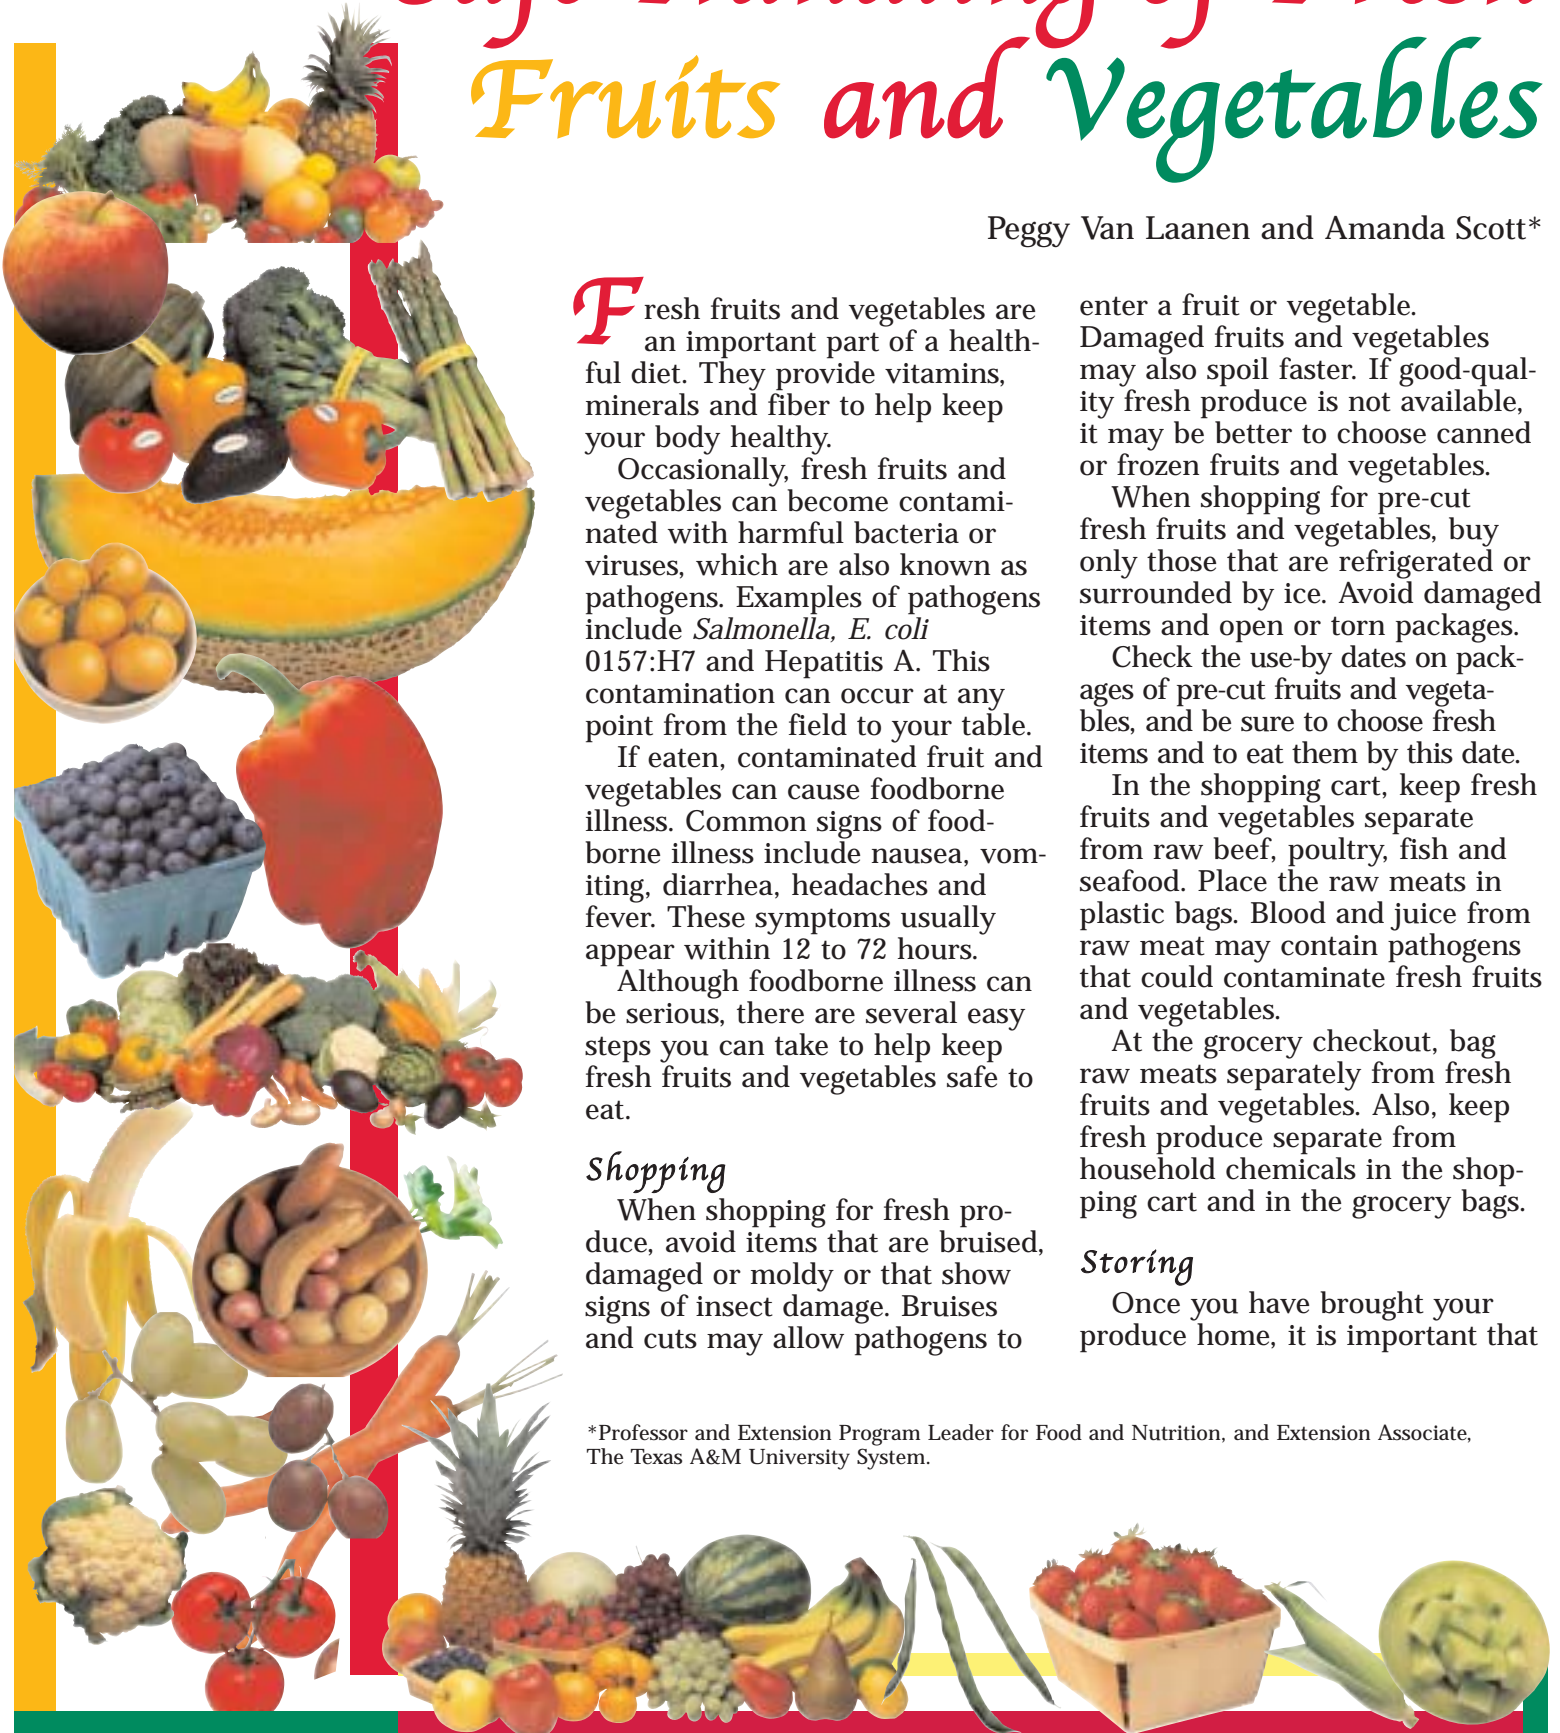 Safe Handling of Fresh
Fruits and Vegetables
Peggy Van Laanen and Amanda Scott*
Fresh fruits and vegetables are
an important part of a health-
ful diet. They provide vitamins,
minerals and fiber to help keep
your body healthy.
Occasionally, fresh fruits and
vegetables can become contami-
nated with harmful bacteria or
viruses, which are also known as
pathogens. Examples of pathogens
include Salmonella, E. coli
0157:H7 and Hepatitis A. This
contamination can occur at any
point from the field to your table.
If eaten, contaminated fruit and
vegetables can cause foodborne
illness. Common signs of food-
borne illness include nausea, vom-
iting, diarrhea, headaches and
fever. These symptoms usually
appear within 12 to 72 hours.
Although foodborne illness can
be serious, there are several easy
steps you can take to help keep
fresh fruits and vegetables safe to
eat.
Shopping
When shopping for fresh pro-
duce, avoid items that are bruised,
damaged or moldy or that show
signs of insect damage. Bruises
and cuts may allow pathogens to
enter a fruit or vegetable.
Damaged fruits and vegetables
may also spoil faster. If good-qual-
ity fresh produce is not available,
it may be better to choose canned
or frozen fruits and vegetables.
When shopping for pre-cut
fresh fruits and vegetables, buy
only those that are refrigerated or
surrounded by ice. Avoid damaged
items and open or torn packages.
Check the use-by dates on pack-
ages of pre-cut fruits and vegeta-
bles, and be sure to choose fresh
items and to eat them by this date.
In the shopping cart, keep fresh
fruits and vegetables separate
from raw beef, poultry, fish and
seafood. Place the raw meats in
plastic bags. Blood and juice from
raw meat may contain pathogens
that could contaminate fresh fruits
and vegetables.
At the grocery checkout, bag
raw meats separately from fresh
fruits and vegetables. Also, keep
fresh produce separate from
household chemicals in the shop-
ping cart and in the grocery bags.
Storing
Once you have brought your
produce home, it is important that
*Professor and Extension Program Leader for Food and Nutrition, and Extension Associate,
The Texas A&M University System.